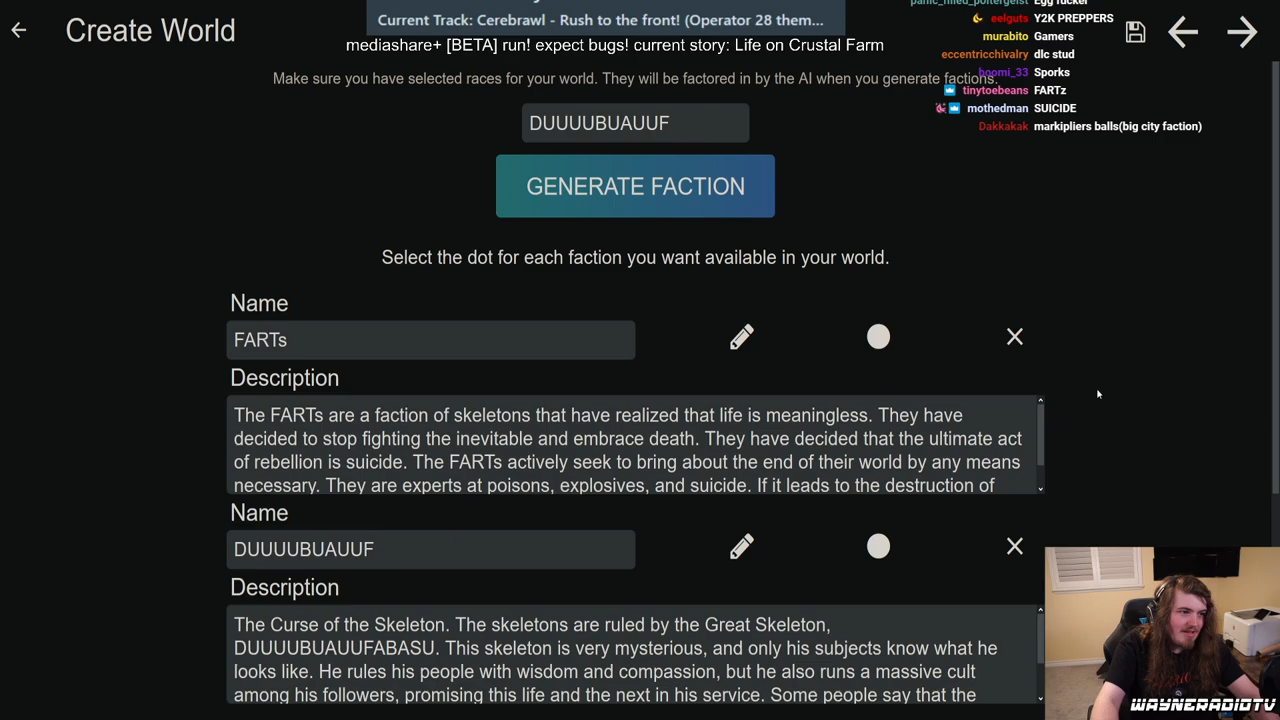 Create World
Current Track: Cerebrawl - Rush to the front! (Operator 28 them...
mediashare+ [BETA] run! expect bugs! current story: Life on Crustal Farm
Make sure you have selected races for your world. They will be factored in by the AI when you generate factions.
panic_filled_poltergeist Egg fucker
eelguts Y2K PREPPERS
murabito Gamers
eccentricchivalry dlc stud
boomi_33 Sporks
tinytoebeans FARTz
mothedman SUICIDE
Dakkakak markipliers balls(big city faction)
DUUUUBUAUUF
GENERATE FACTION
Select the dot for each faction you want available in your world.
Name
FARTs
Description
The FARTs are a faction of skeletons that have realized that life is meaningless. They have
decided to stop fighting the inevitable and embrace death. They have decided that the ultimate act
of rebellion is suicide. The FARTs actively seek to bring about the end of their world by any means
necessary. They are experts at poisons, explosives, and suicide. If it leads to the destruction of
Name
DUUUUBUAUUF
Description
The Curse of the Skeleton. The skeletons are ruled by the Great Skeleton,
DUUUUBUAUUFABASU. This skeleton is very mysterious, and only his subjects know what he
looks like. He rules his people with wisdom and compassion, but he also runs a massive cult
among his followers, promising this life and the next in his service. Some people say that the
WAYNERADIOTV